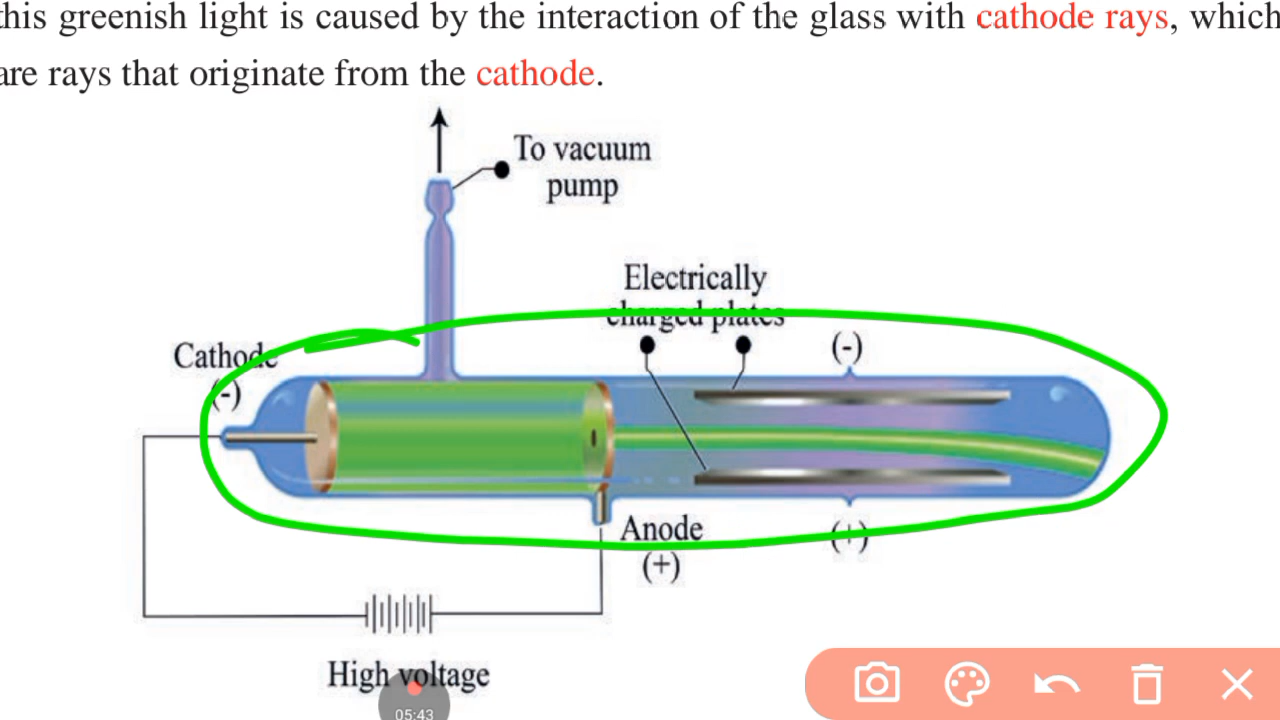 this greenish light is caused by the interaction of the glass with cathode rays, which
are rays that originate from the cathode.
To vacuum
pump
Electrically
charged plates
Cathode
(-)
(-)
Anode
(+)
(+)
High voltage
05:43